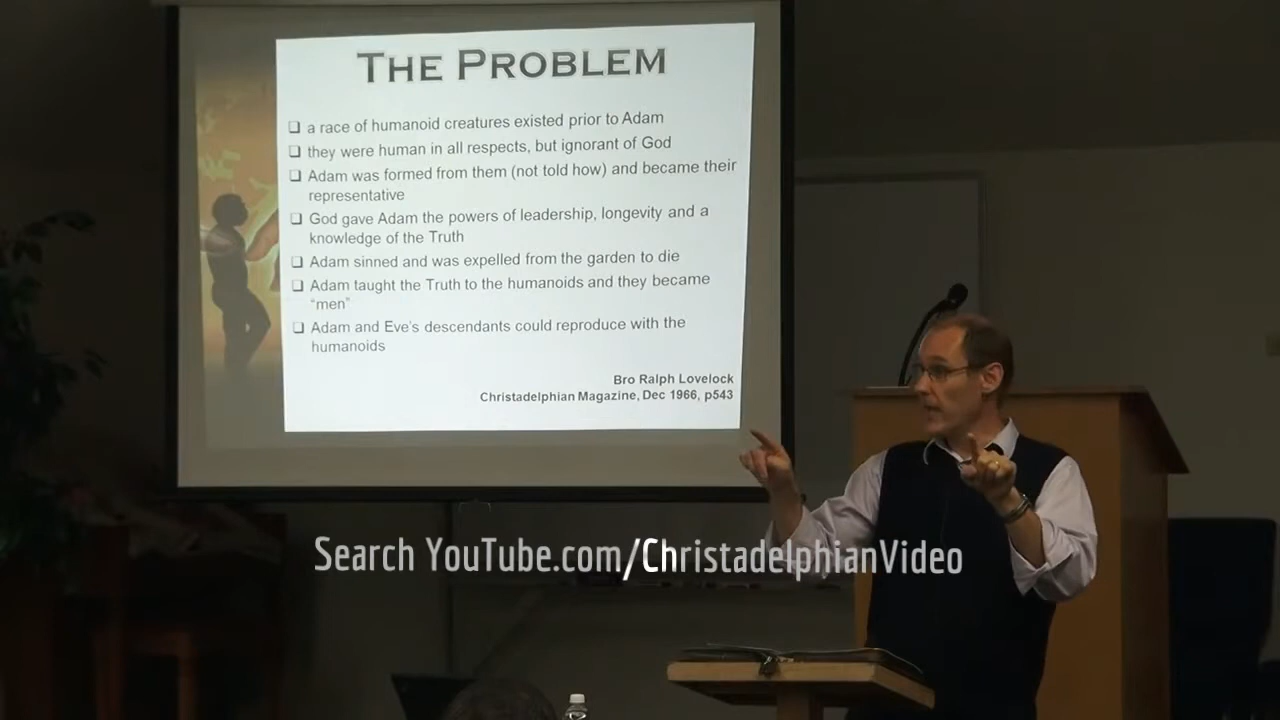 THE PROBLEM
❑ a race of humanoid creatures existed prior to Adam
❑ they were human in all respects, but ignorant of God
❑ Adam was formed from them (not told how) and became their
representative
❑ God gave Adam the powers of leadership, longevity and a
knowledge of the Truth
❑ Adam sinned and was expelled from the garden to die
❑ Adam taught the Truth to the humanoids and they became
“men”
❑ Adam and Eve’s descendants could reproduce with the
humanoids
Bro Ralph Lovelock
Christadelphian Magazine, Dec 1966, p543
Search YouTube.com/ChristadelphianVideo